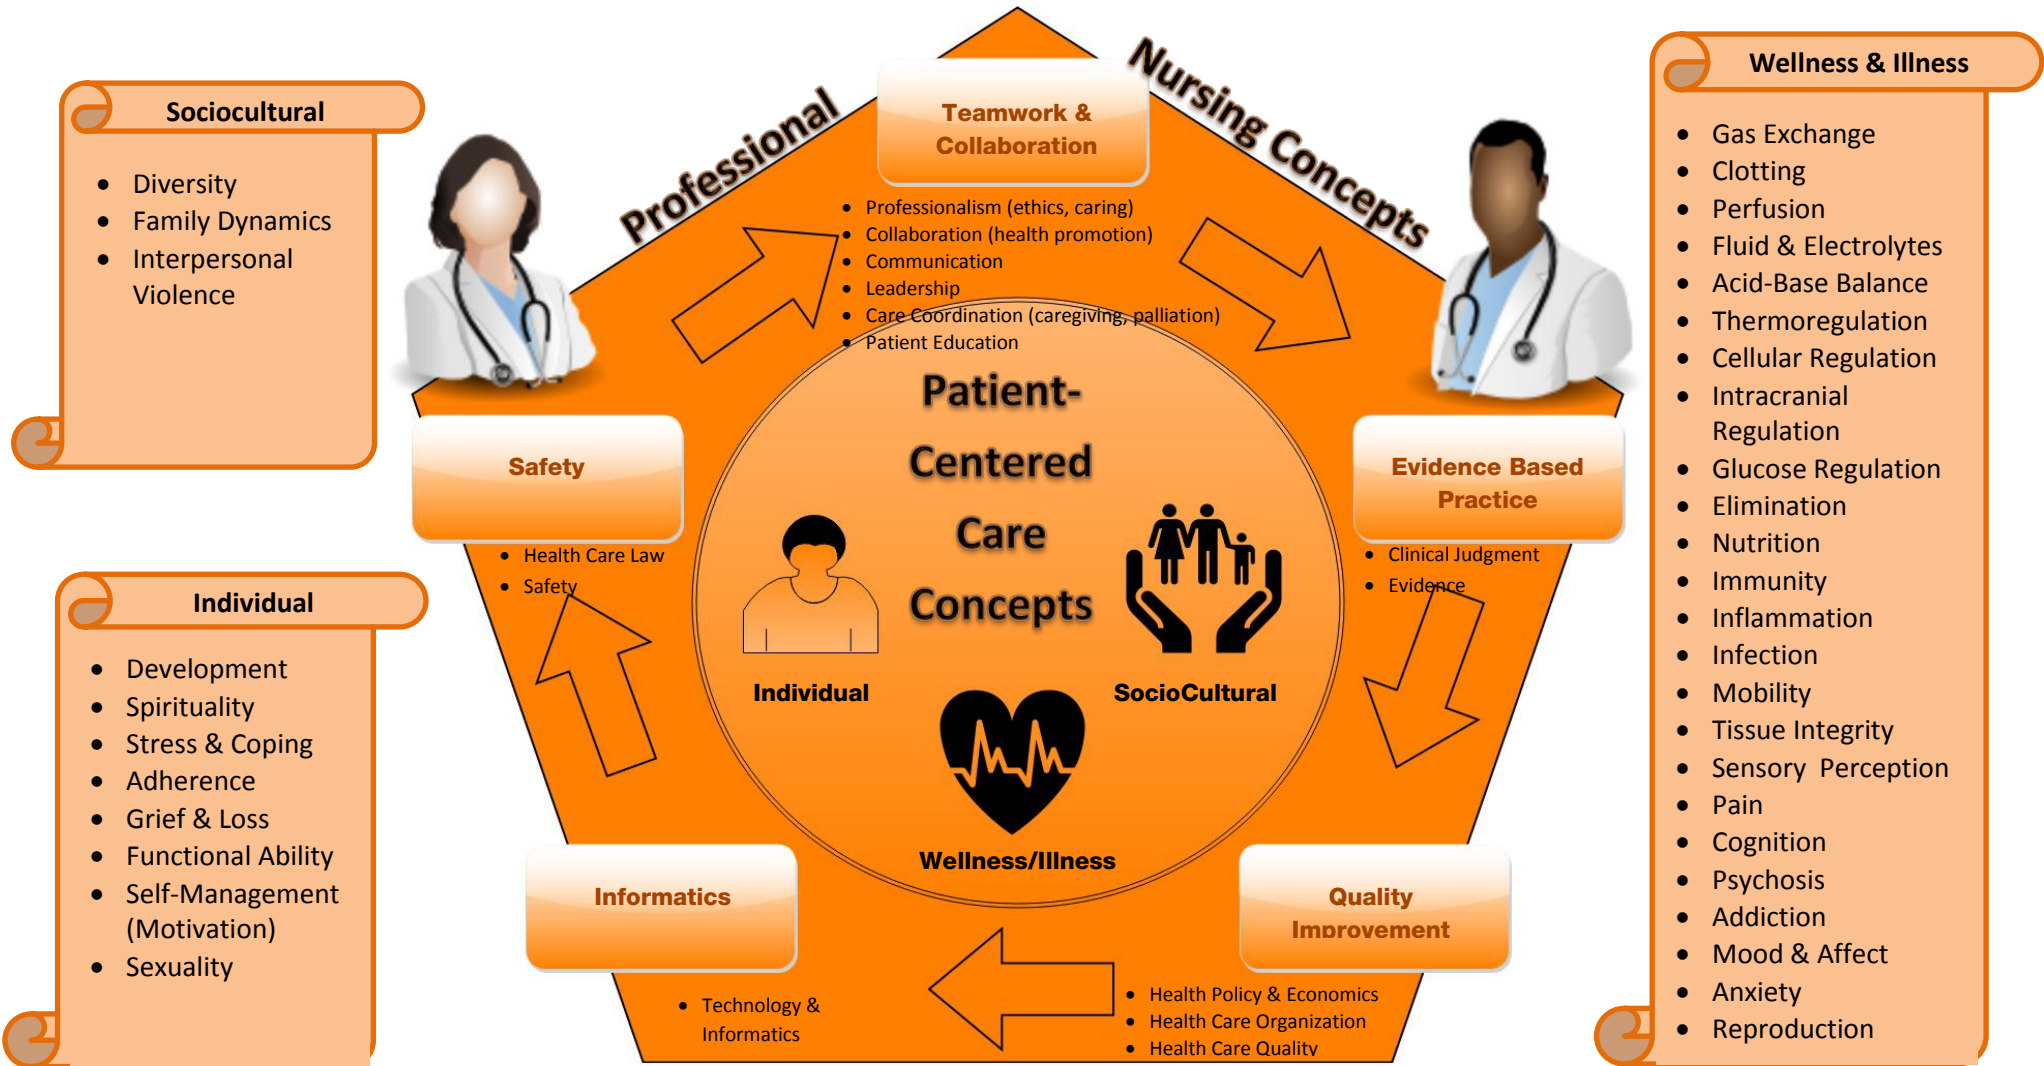 Sociocultural
• Diversity
• Family Dynamics
• Interpersonal
Violence
Individual
• Development
• Spirituality
• Stress & Coping
• Adherence
• Grief & Loss
• Functional Ability
• Self-Management
(Motivation)
• Sexuality
Professional Nursing Concepts
Teamwork &
Collaboration
• Professionalism (ethics, caring)
• Collaboration (health promotion)
• Communication
• Leadership
• Care Coordination (caregiving, palliation)
• Patient Education
Safety
• Health Care Law
• Safety
Evidence Based
Practice
• Clinical Judgment
• Evidence
Patient-
Centered
Care
Concepts
Individual
SocioCultural
Wellness/Illness
Informatics
• Technology &
Informatics
Quality
Improvement
• Health Policy & Economics
• Health Care Organization
• Health Care Quality
Wellness & Illness
• Gas Exchange
• Clotting
• Perfusion
• Fluid & Electrolytes
• Acid-Base Balance
• Thermoregulation
• Cellular Regulation
• Intracranial
Regulation
• Glucose Regulation
• Elimination
• Nutrition
• Immunity
• Inflammation
• Infection
• Mobility
• Tissue Integrity
• Sensory Perception
• Pain
• Cognition
• Psychosis
• Addiction
• Mood & Affect
• Anxiety
• Reproduction